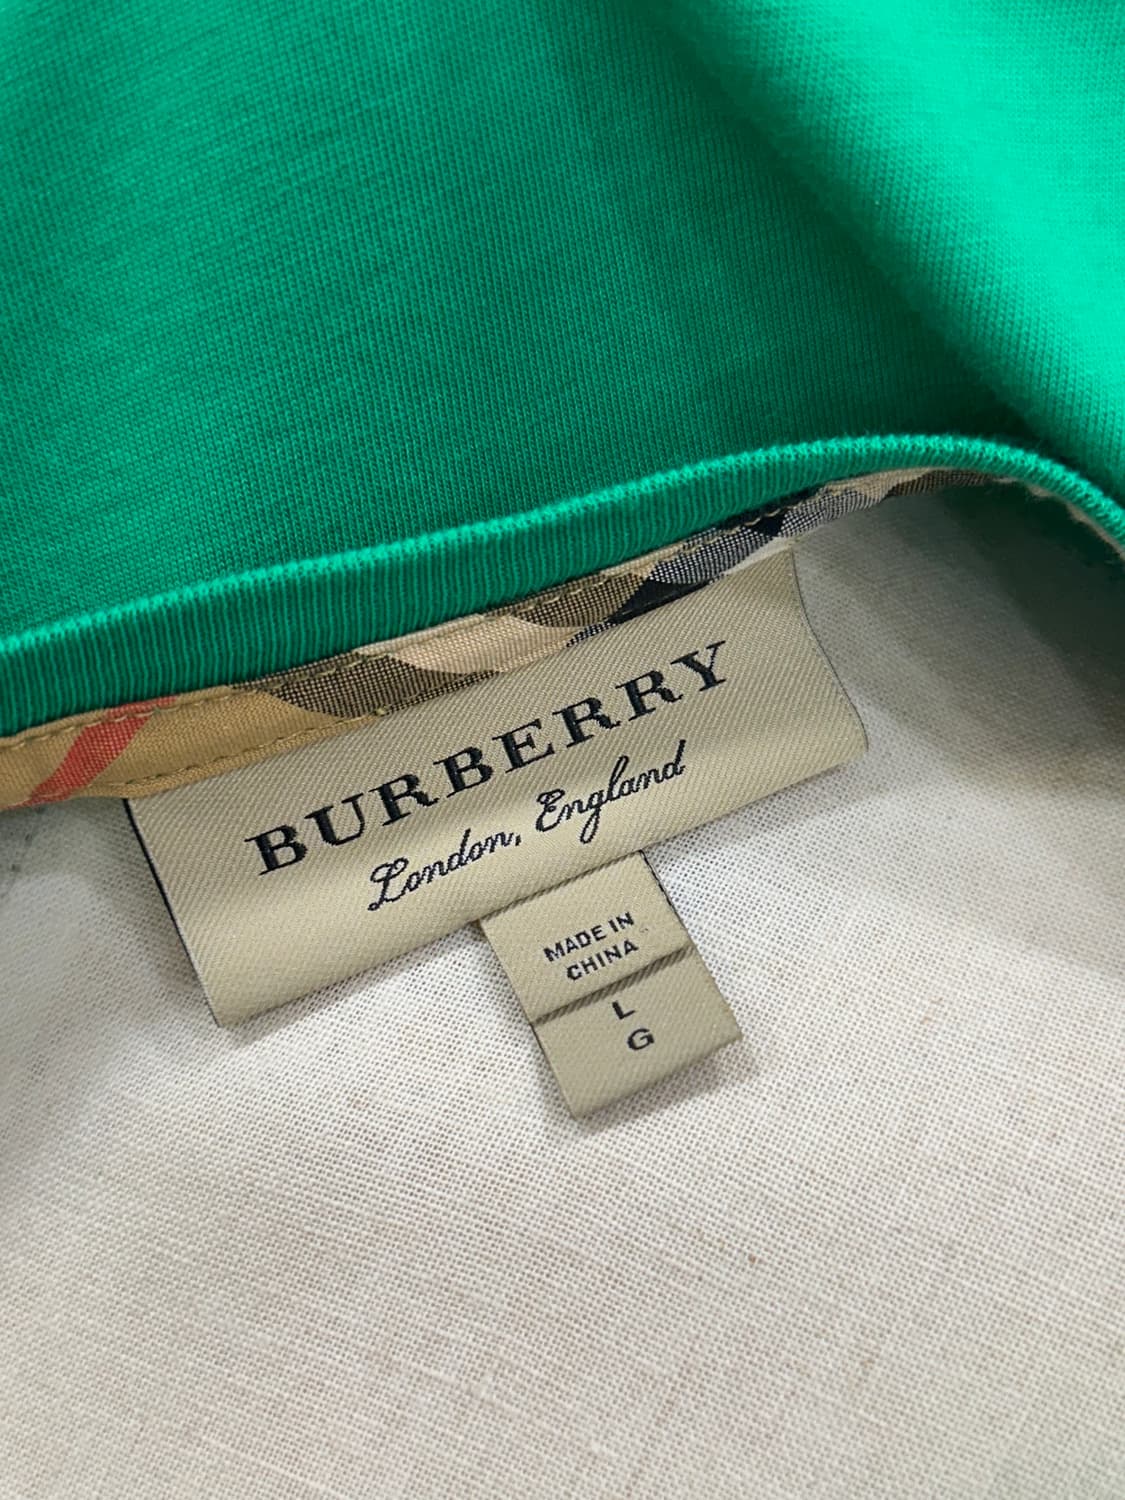 BURBERRY
London, England
MADE IN
CHINA
L
G